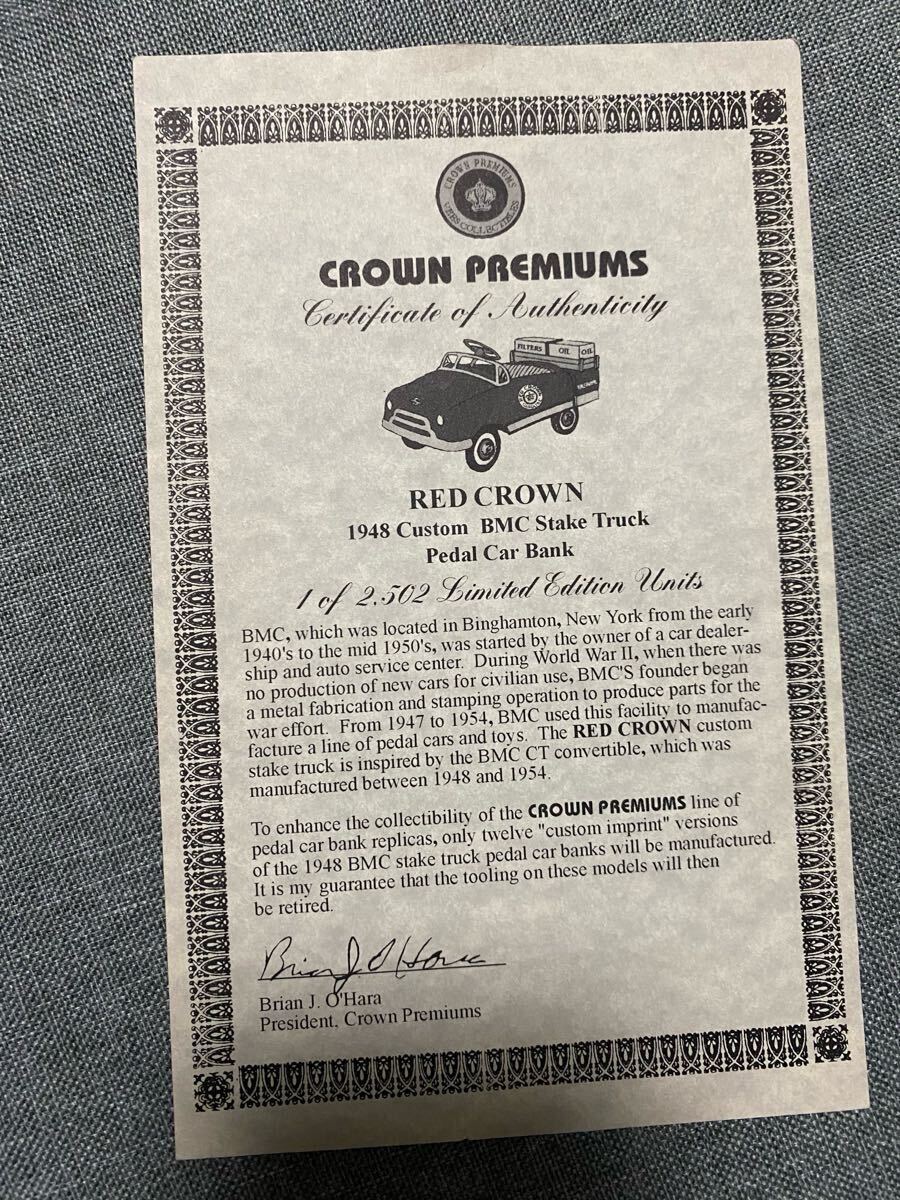 CROWN PREMIUMS
COLLECTIBLES
CROWN PREMIUMS
Certificate of Authenticity
FILTERS OIL OIL
RED CROWN
1948 Custom BMC Stake Truck
Pedal Car Bank
1 of 2,502 Limited Edition Units
BMC, which was located in Binghamton, New York from the early
1940's to the mid 1950's, was started by the owner of a car dealer-
ship and auto service center. During World War II, when there was
no production of new cars for civilian use, BMC'S founder began
a metal fabrication and stamping operation to produce parts for the
war effort. From 1947 to 1954, BMC used this facility to manufac-
facture a line of pedal cars and toys. The RED CROWN custom
stake truck is inspired by the BMC CT convertible, which was
manufactured between 1948 and 1954.
To enhance the collectibility of the CROWN PREMIUMS line of
pedal car bank replicas, only twelve "custom imprint" versions
of the 1948 BMC stake truck pedal car banks will be manufactured.
It is my guarantee that the tooling on these models will then
be retired.
Brian J O'Hara
Brian J. O'Hara
President, Crown Premiums